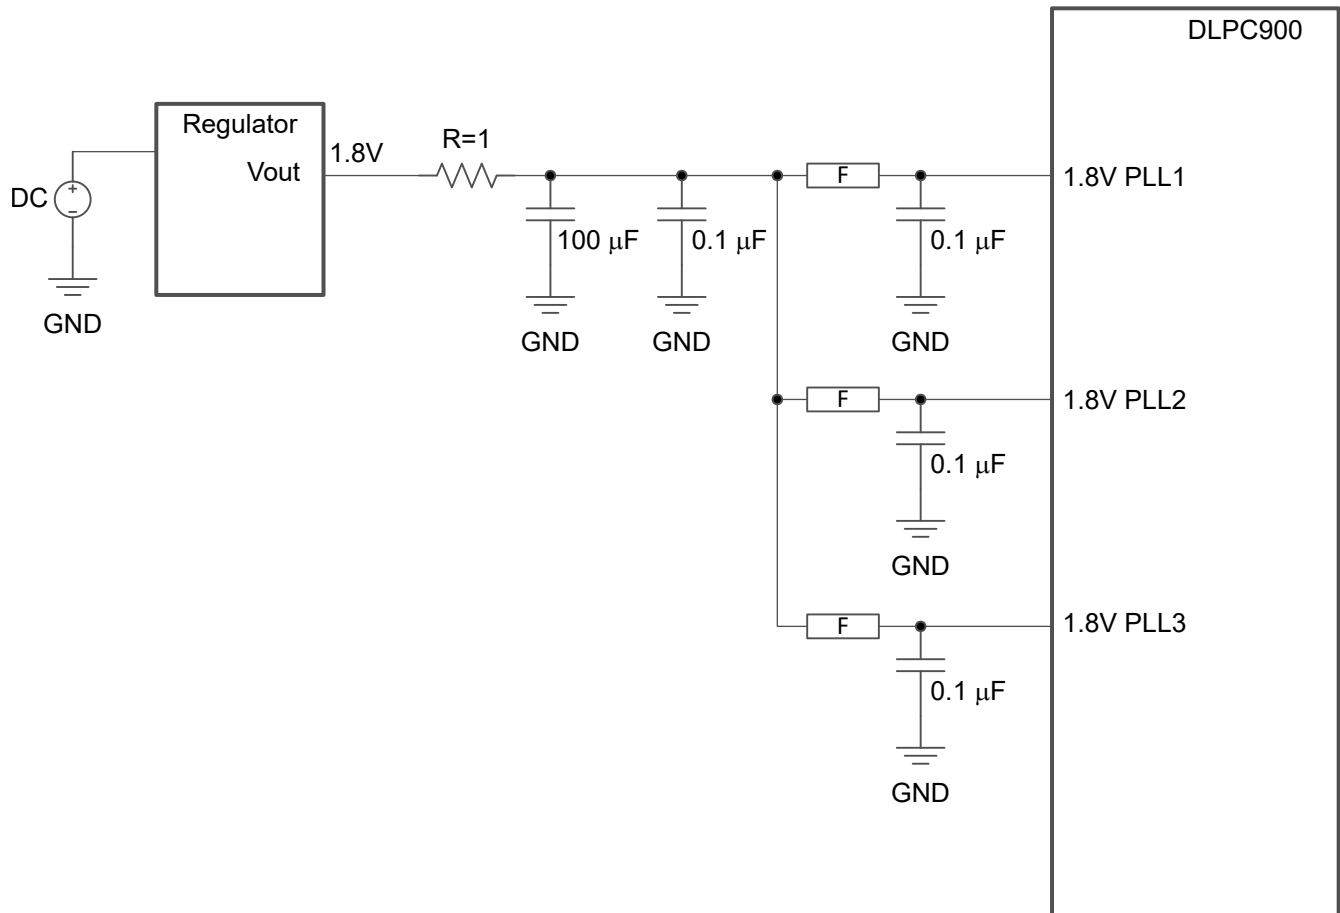 DLPC900
Regulator
Vout
1.8V
R=1
DC
+
−
GND
100 μF
GND
0.1 μF
GND
F
0.1 μF
GND
1.8V PLL1
F
0.1 μF
GND
1.8V PLL2
F
0.1 μF
GND
1.8V PLL3